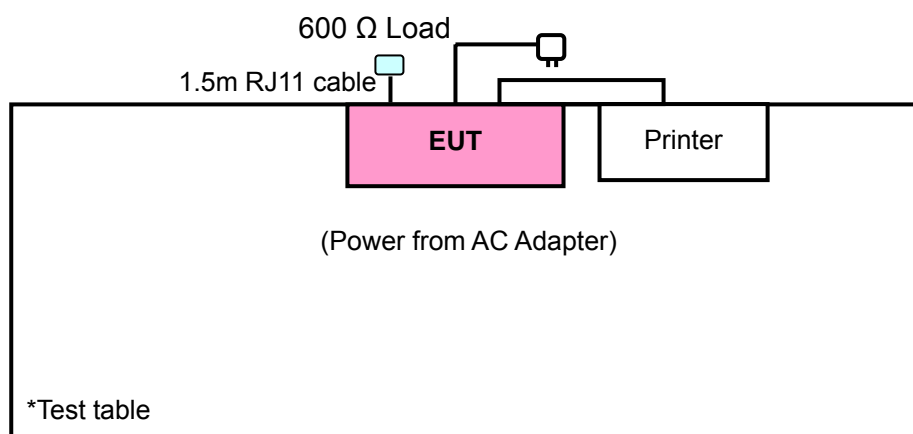 600 Ω Load
1.5m RJ11 cable
EUT
Printer
(Power from AC Adapter)
*Test table